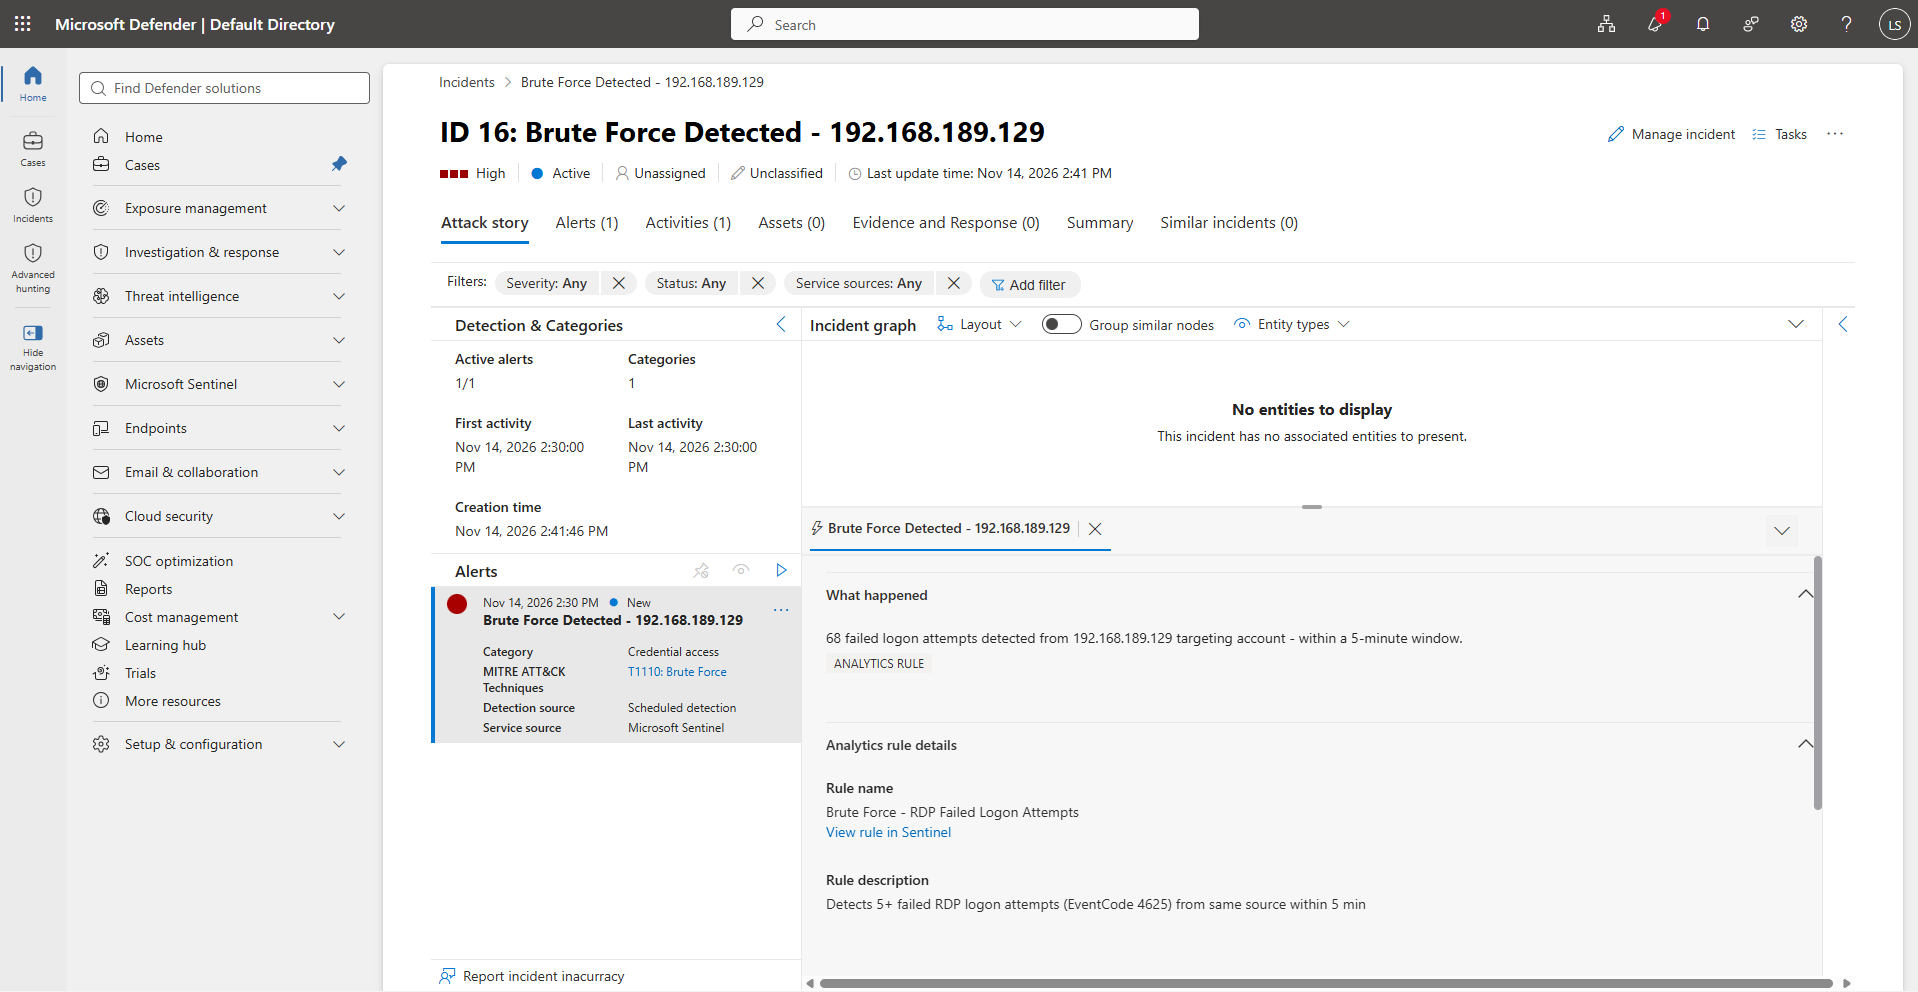 Microsoft Defender | Default Directory
Search
1
LS
Home
Cases
Incidents
Advanced
hunting
Hide
navigation
Find Defender solutions
Home
Cases
Exposure management
Investigation & response
Threat intelligence
Assets
Microsoft Sentinel
Endpoints
Email & collaboration
Cloud security
SOC optimization
Reports
Cost management
Learning hub
Trials
More resources
Setup & configuration
Incidents > Brute Force Detected - 192.168.189.129
ID 16: Brute Force Detected - 192.168.189.129
Manage incident Tasks ...
High Active Unassigned Unclassified Last update time: Nov 14, 2026 2:41 PM
Attack story Alerts (1) Activities (1) Assets (0) Evidence and Response (0) Summary Similar incidents (0)
Filters: Severity: Any Status: Any Service sources: Any Add filter
Detection & Categories
Active alerts Categories
1/1 1
First activity Last activity
Nov 14, 2026 2:30:00 Nov 14, 2026 2:30:00
PM PM
Creation time
Nov 14, 2026 2:41:46 PM
Alerts
Nov 14, 2026 2:30 PM New
Brute Force Detected - 192.168.189.129
Category Credential access
MITRE ATT&CK T1110: Brute Force
Techniques
Detection source Scheduled detection
Service source Microsoft Sentinel
Report incident inacurracy
Incident graph Layout Group similar nodes Entity types
No entities to display
This incident has no associated entities to present.
Brute Force Detected - 192.168.189.129
What happened
68 failed logon attempts detected from 192.168.189.129 targeting account - within a 5-minute window.
ANALYTICS RULE
Analytics rule details
Rule name
Brute Force - RDP Failed Logon Attempts
View rule in Sentinel
Rule description
Detects 5+ failed RDP logon attempts (EventCode 4625) from same source within 5 min